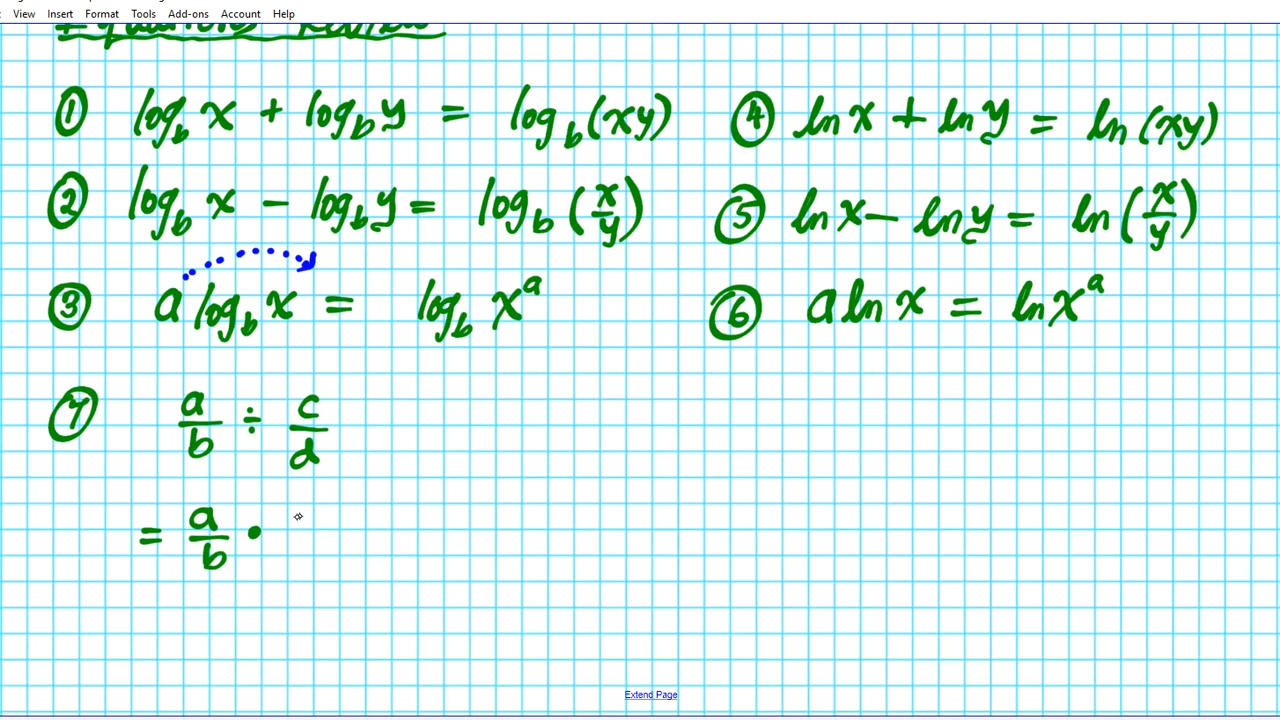 View Insert Format Tools Add-ons Account Help
① log_b x + log_b y = log_b (xy) ④ ln x + ln y = ln (xy)
② log_b x - log_b y = log_b (x/y) ⑤ ln x - ln y = ln (x/y)
③ a log_b x = log_b x^a ⑥ a ln x = ln x^a
⑦ a/b ÷ c/d
= a/b •
Extend Page